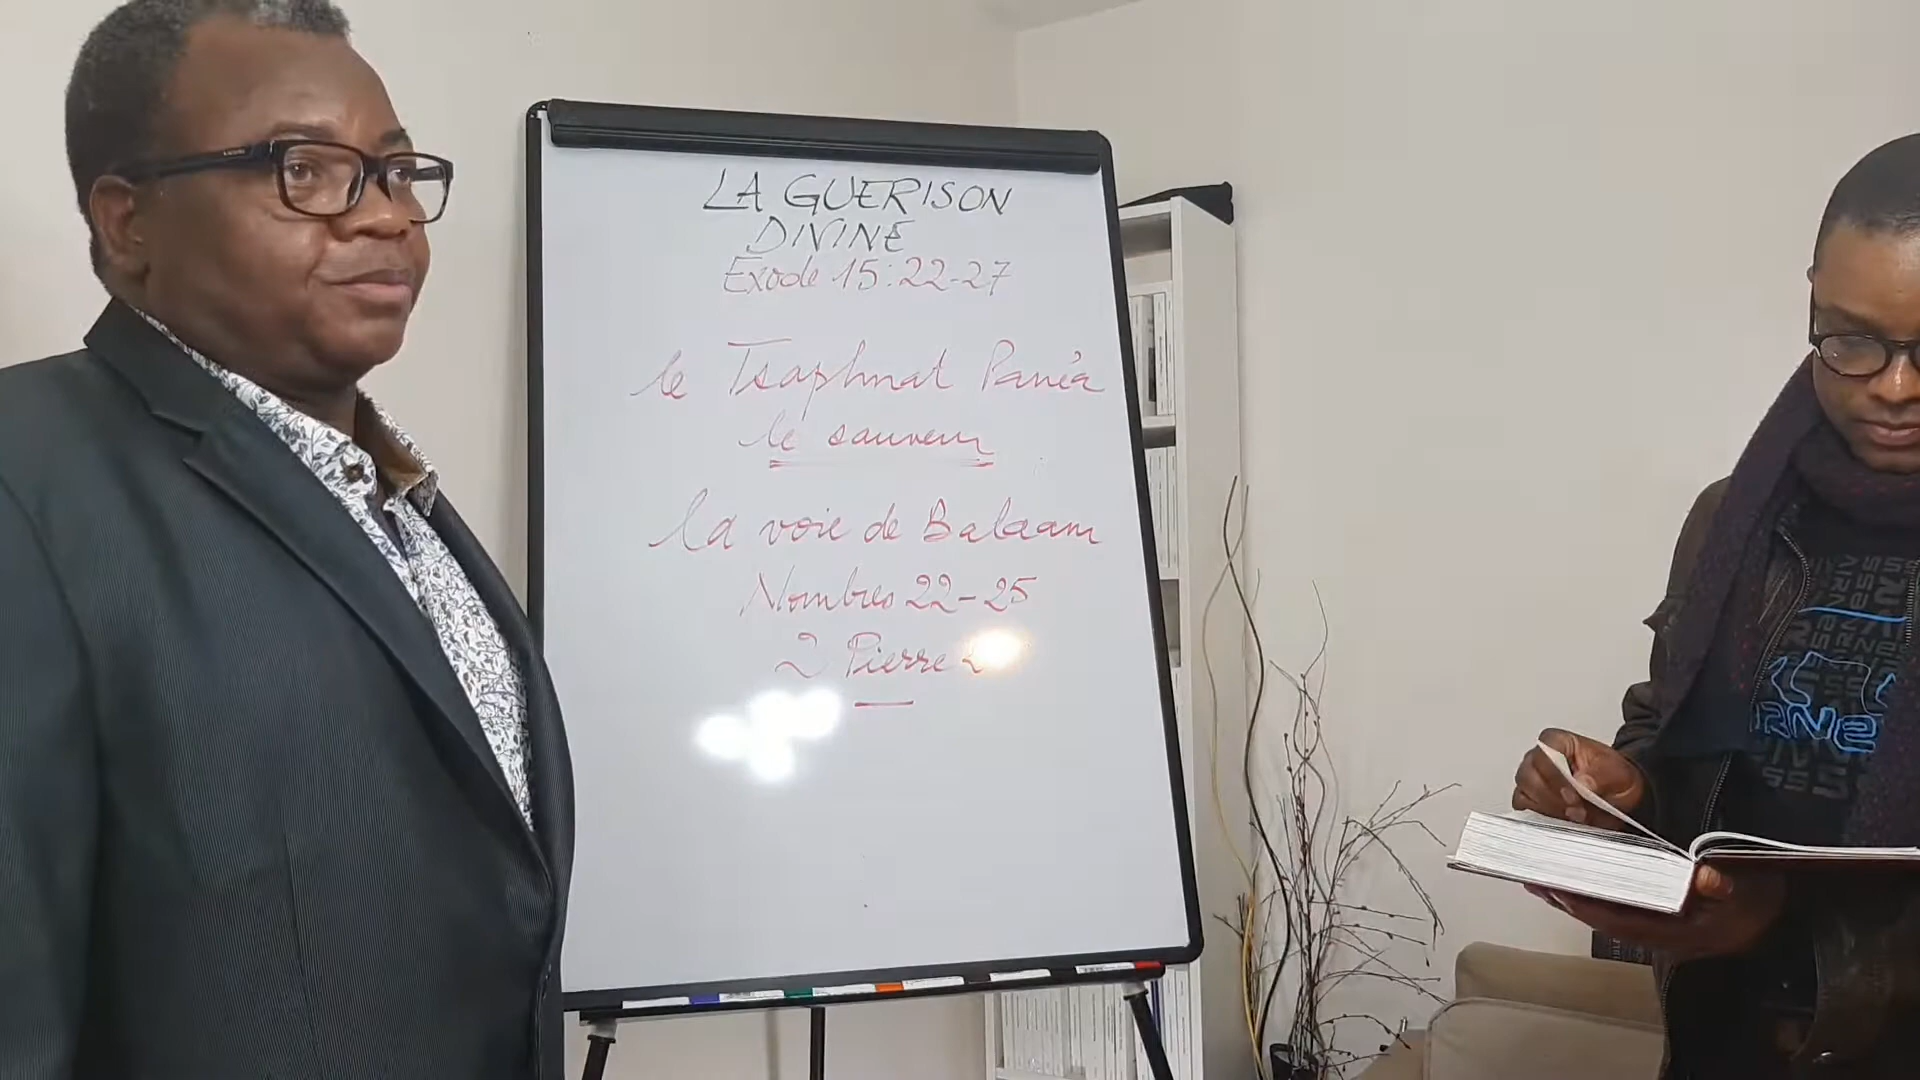 LA GUERISON
DIVINE
Exode 15:22-27
le Tsaphnat Panéa
le sauveur
la voie de Balaam
Nombres 22-25
2 Pierre 2